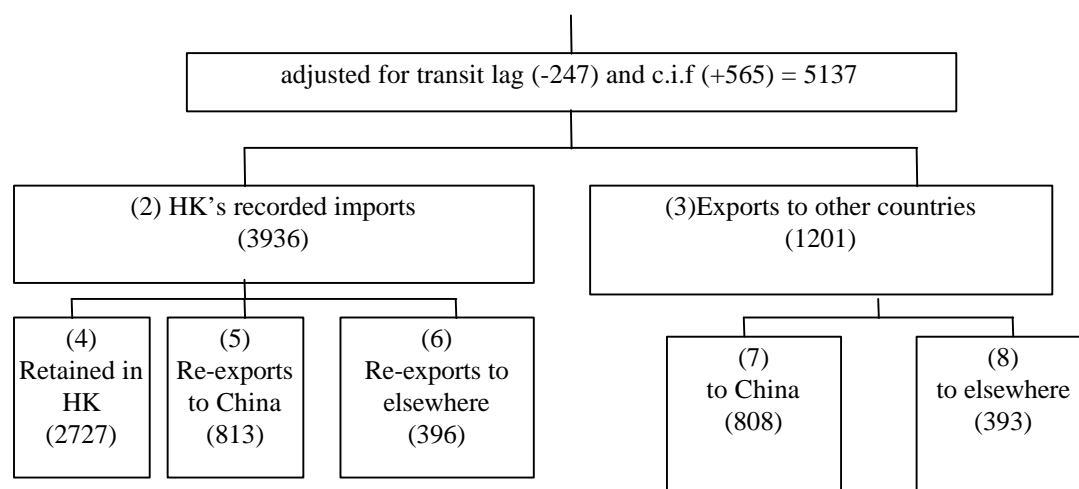 adjusted for transit lag (-247) and c.i.f (+565) = 5137
(2) HK’s recorded imports
(3936)
(3)Exports to other countries
(1201)
(4)
Retained in
HK
(2727)
(5)
Re-exports
to China
(813)
(6)
Re-exports to
elsewhere
(396)
(7)
to China
(808)
(8)
to elsewhere
(393)